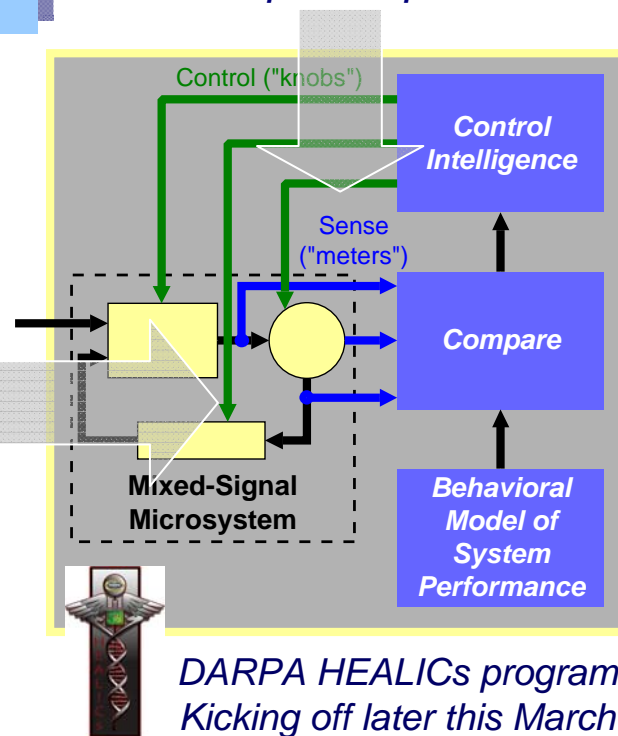 Control ("knobs")
Control
Intelligence
Sense
("meters")
Compare
Mixed-Signal
Microsystem
Behavioral
Model of
System
Performance
DARPA HEALICs program
Kicking off later this March